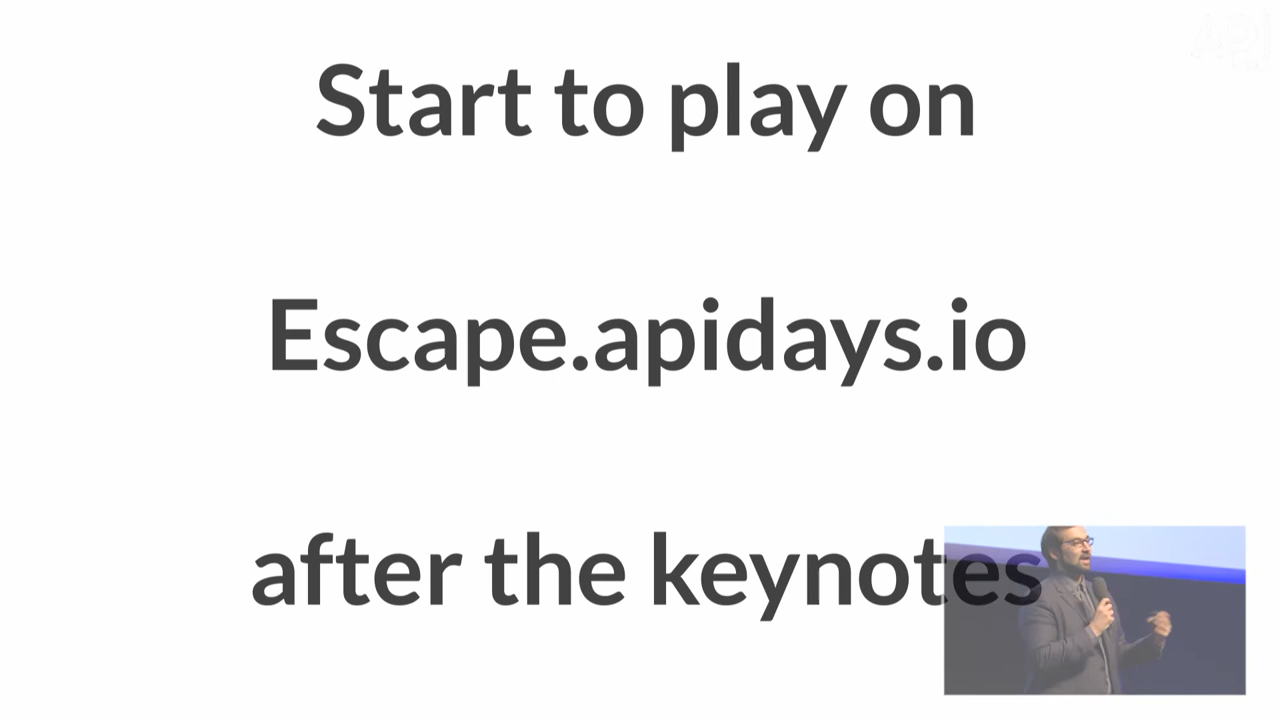 Start to play on
Escape.apidays.io
after the keynotes